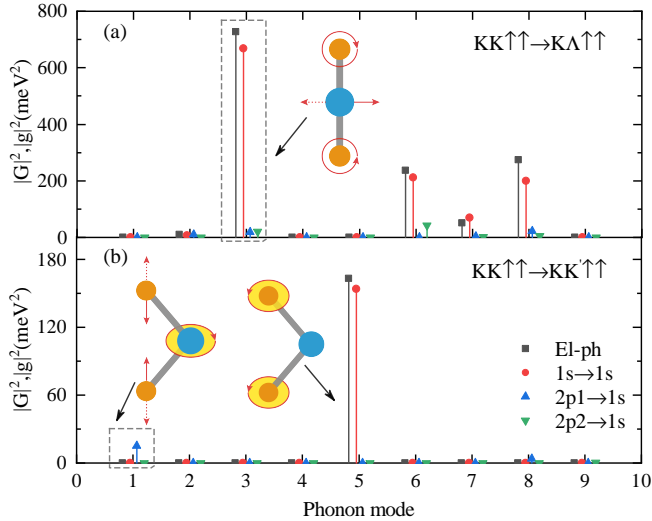 (a)
KK↑↑→KΛ↑↑
|G|²,|g|²(meV²)
800
600
400
200
0
(b)
KK↑↑→KK'↑↑
|G|²,|g|²(meV²)
180
120
60
0
El-ph
1s→1s
2p1→1s
2p2→1s
0 1 2 3 4 5 6 7 8 9 10
Phonon mode